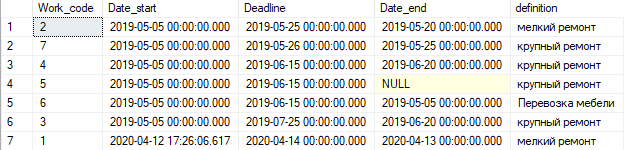 Work_code Date_start Deadline Date_end definition
1 2 2019-05-05 00:00:00.000 2019-05-25 00:00:00.000 2019-05-20 00:00:00.000 мелкий ремонт
2 7 2019-05-05 00:00:00.000 2019-05-26 00:00:00.000 2019-05-25 00:00:00.000 крупный ремонт
3 4 2019-05-05 00:00:00.000 2019-06-15 00:00:00.000 2019-06-20 00:00:00.000 крупный ремонт
4 5 2019-05-05 00:00:00.000 2019-06-15 00:00:00.000 NULL крупный ремонт
5 6 2019-05-05 00:00:00.000 2019-06-15 00:00:00.000 2019-05-05 00:00:00.000 Перевозка мебели
6 3 2019-05-05 00:00:00.000 2019-07-25 00:00:00.000 2019-06-20 00:00:00.000 крупный ремонт
7 1 2020-04-12 17:26:06.617 2020-04-14 00:00:00.000 2020-04-13 00:00:00.000 мелкий ремонт